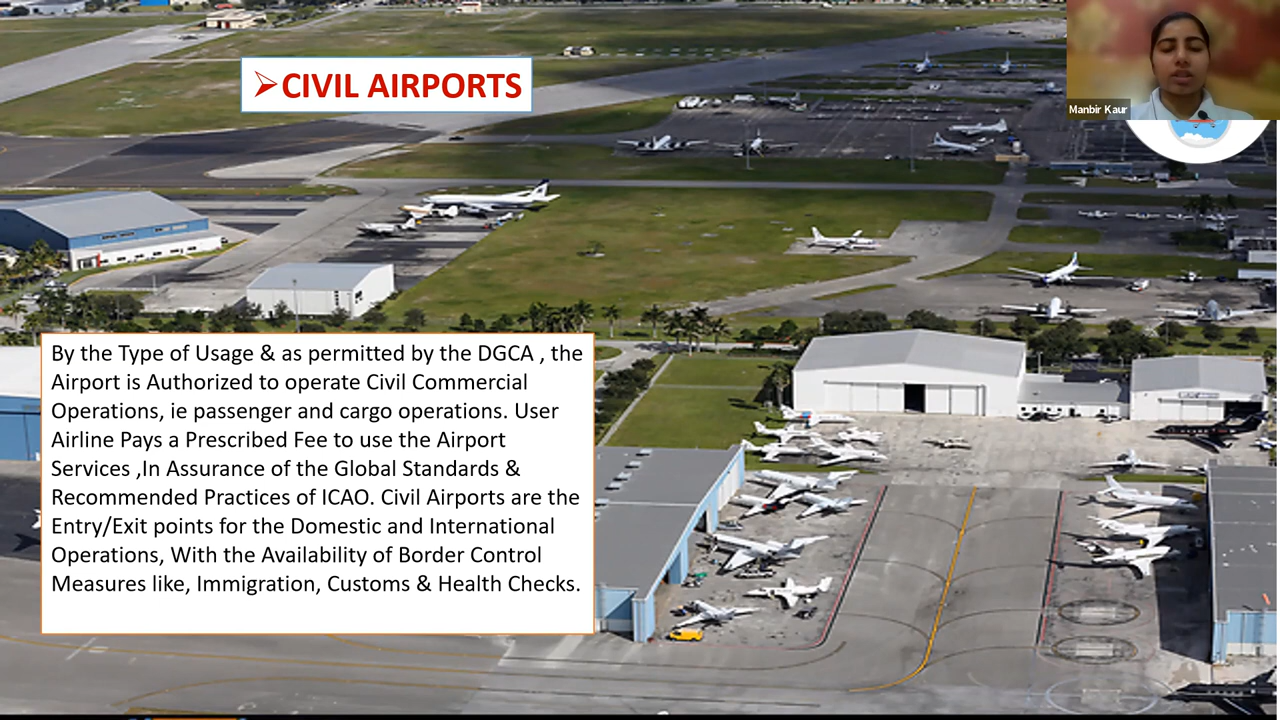 ➢CIVIL AIRPORTS
Manbir Kaur
By the Type of Usage & as permitted by the DGCA , the
Airport is Authorized to operate Civil Commercial
Operations, ie passenger and cargo operations. User
Airline Pays a Prescribed Fee to use the Airport
Services ,In Assurance of the Global Standards &
Recommended Practices of ICAO. Civil Airports are the
Entry/Exit points for the Domestic and International
Operations, With the Availability of Border Control
Measures like, Immigration, Customs & Health Checks.